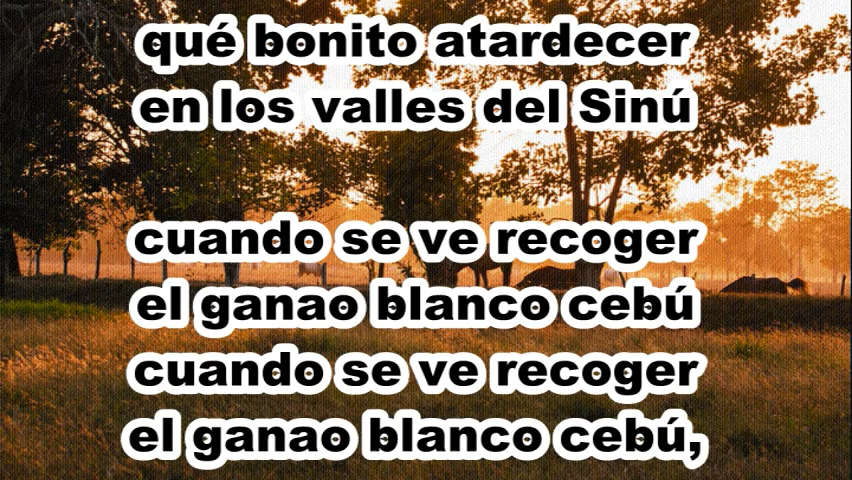 qué bonito atardecer
en los valles del Sinú
cuando se ve recoger
el ganao blanco cebú
cuando se ve recoger
el ganao blanco cebú,